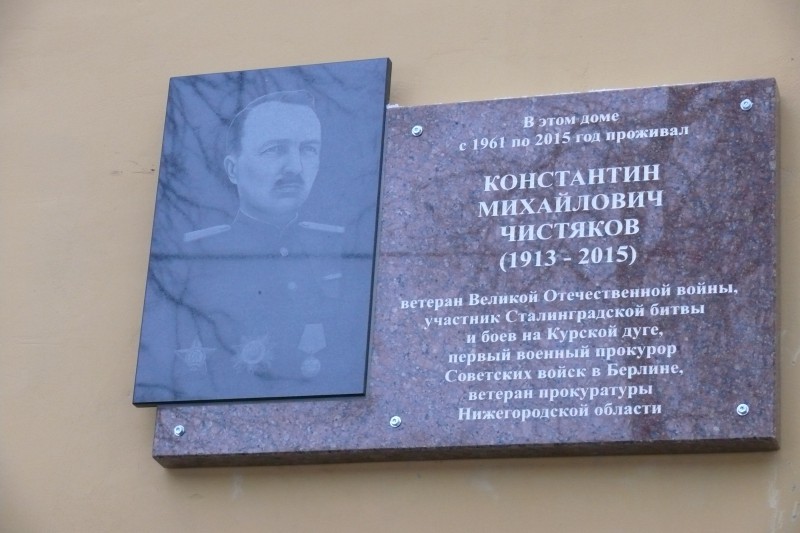 В этом доме
с 1961 по 2015 год проживал
КОНСТАНТИН
МИХАЙЛОВИЧ
ЧИСТЯКОВ
(1913 - 2015)
ветеран Великой Отечественной войны,
участник Сталинградской битвы
и боев на Курской дуге,
первый военный прокурор
Советских войск в Берлине,
ветеран прокуратуры
Нижегородской области